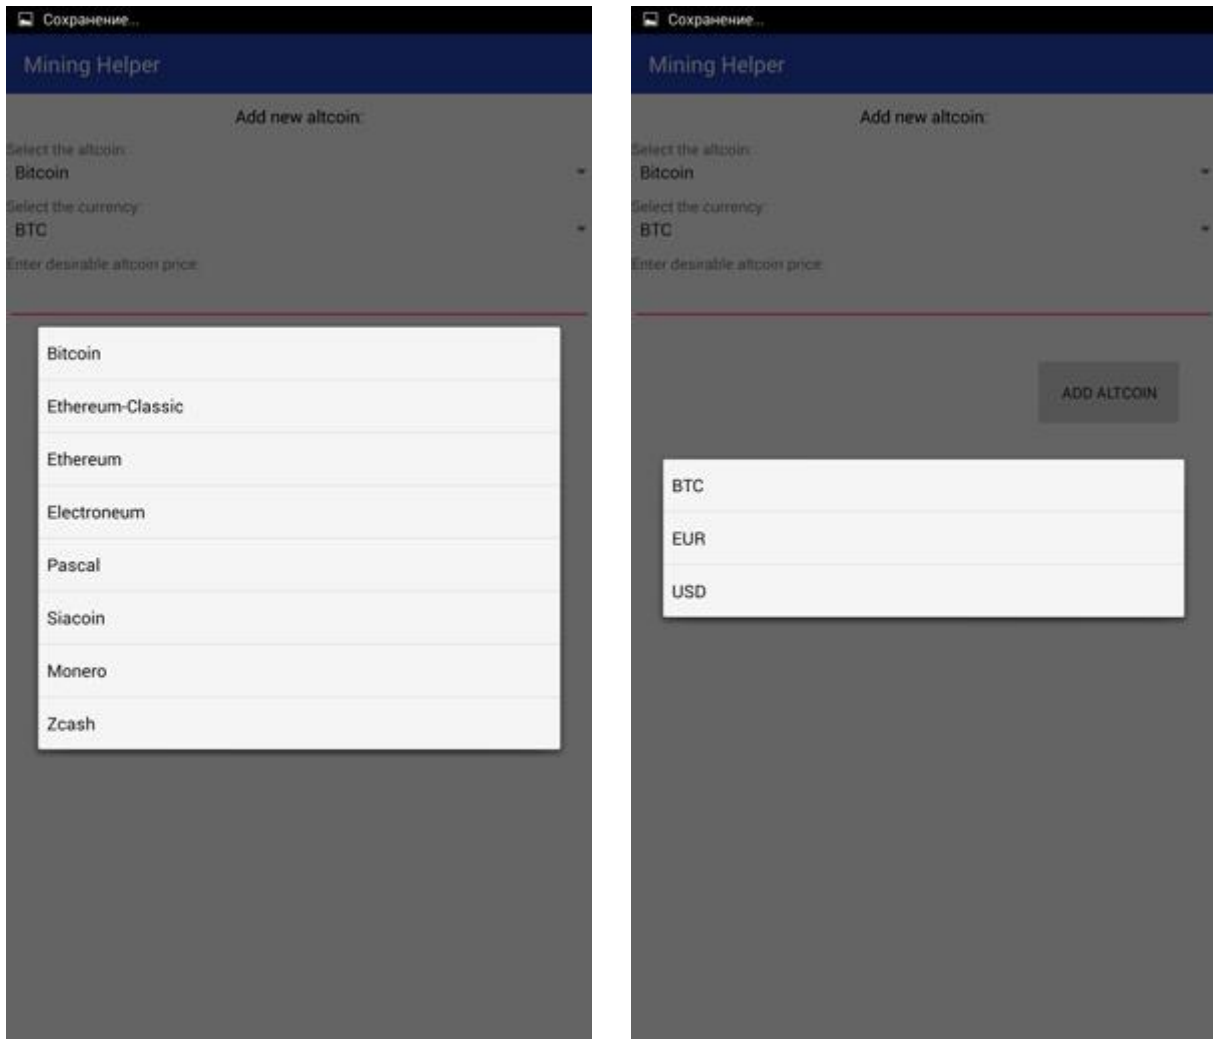 Сохранение...
Mining Helper
Add new altcoin:
Select the altcoin:
Bitcoin
Select the currency:
BTC
Enter desirable altcoin price:
Bitcoin
Ethereum-Classic
Ethereum
Electroneum
Pascal
Siacoin
Monero
Zcash
Сохранение...
Mining Helper
Add new altcoin:
Select the altcoin:
Bitcoin
Select the currency:
BTC
Enter desirable altcoin price:
ADD ALTCOIN
BTC
EUR
USD